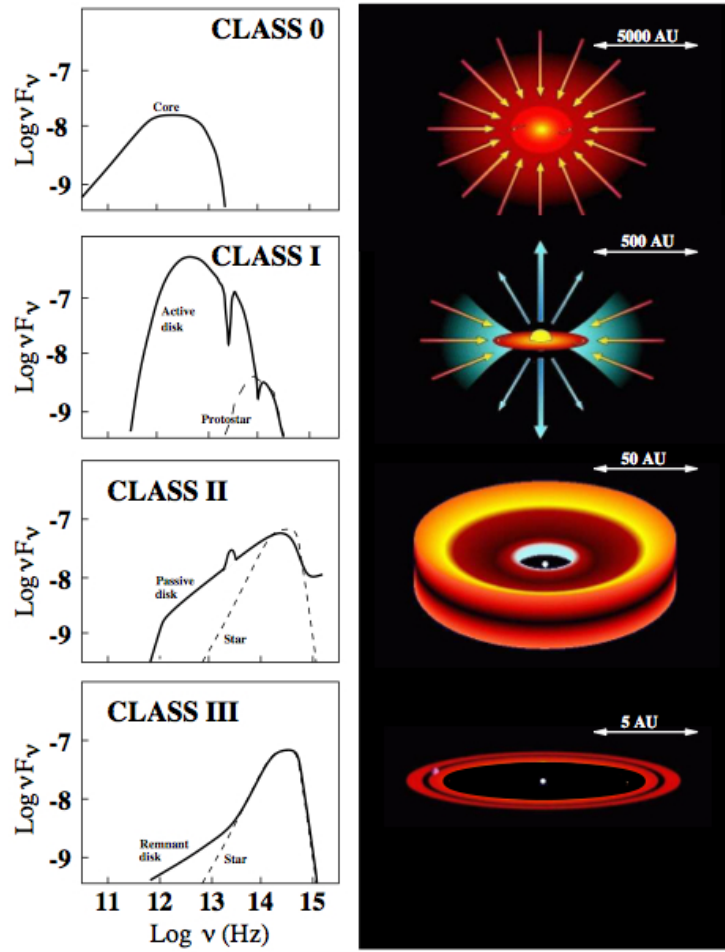 CLASS 0
5000 AU
Log νFν
-7
-8
-9
Core
CLASS I
500 AU
Log νFν
-7
-8
-9
Active
disk
Protostar
CLASS II
50 AU
Log νFν
-7
-8
-9
Passive
disk
Star
CLASS III
5 AU
Log νFν
-7
-8
-9
Remnant
disk
Star
11 12 13 14 15
Log ν (Hz)